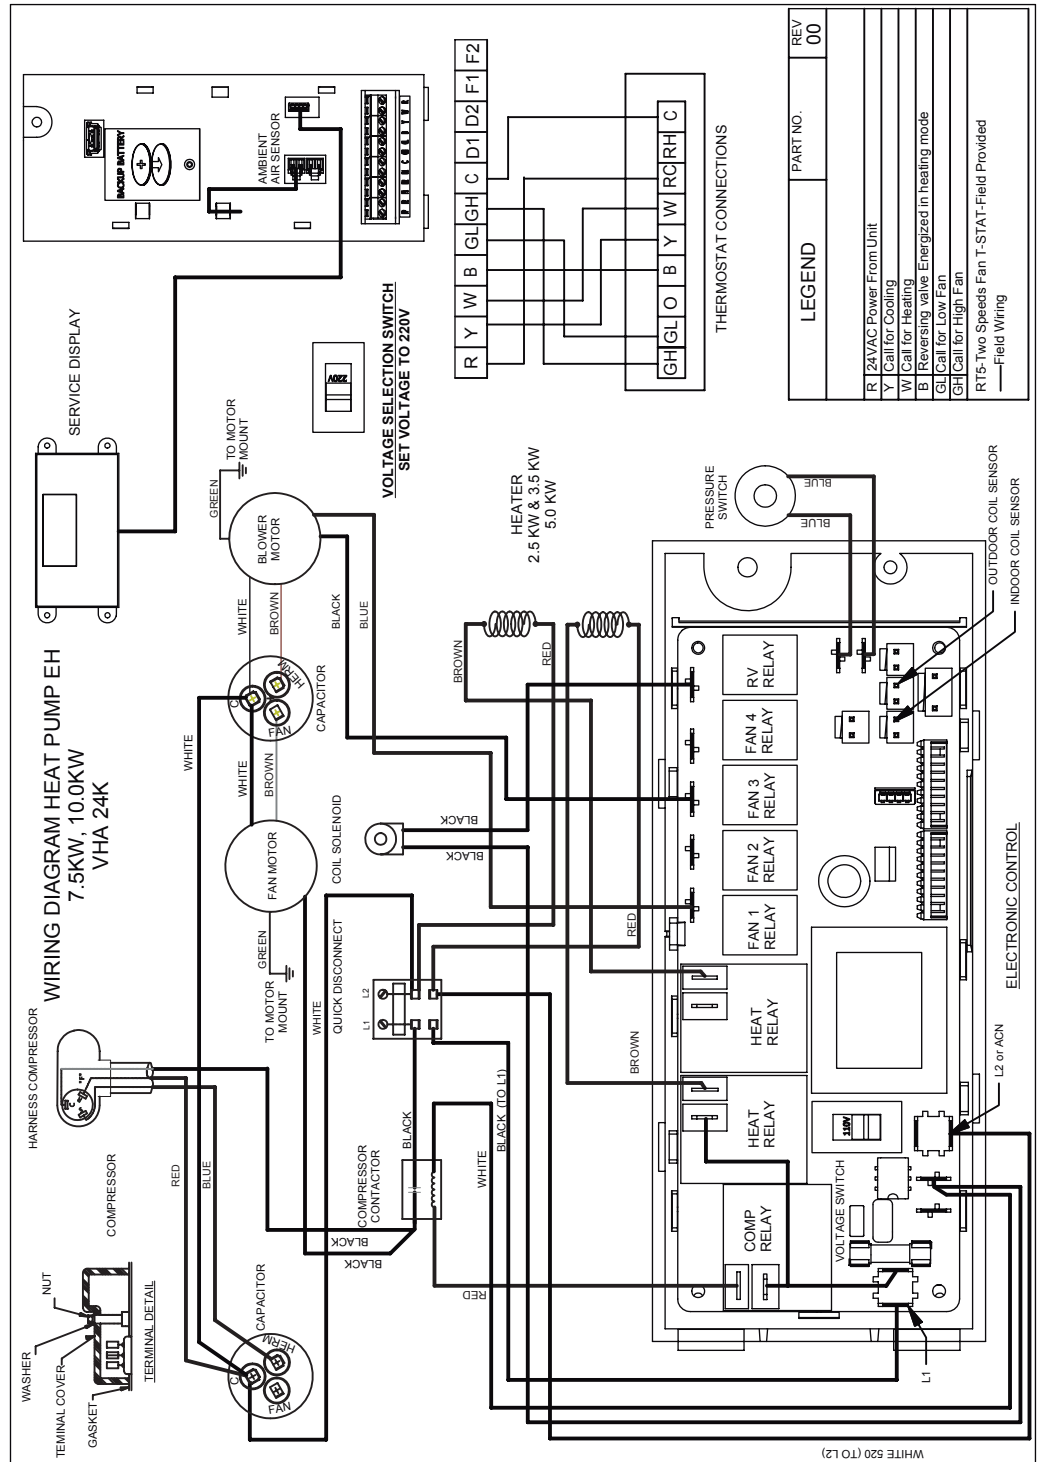 WIRING DIAGRAM HEAT PUMP EH
7.5KW, 10.0KW
VHA 24K
HARNESS COMPRESSOR
C
"S"
"F"
COMPRESSOR
NUT
WASHER
TEMINAL COVER
GASKET
TERMINAL DETAIL
RED
BLUE
CAPACITOR
C
HERM
FAN
BLACK
BLACK
COMPRESSOR
CONTACTOR
BLACK
WHITE
BLACK (TO L1)
WHITE
QUICK DISCONNECT
L1
L2
TO MOTOR
MOUNT
GREEN
FAN MOTOR
COIL SOLENOID
BLACK
BLACK
WHITE
BROWN
WHITE
C
HERM
FAN
CAPACITOR
WHITE
BROWN
BLOWER
MOTOR
GREEN
TO MOTOR
MOUNT
BLACK
BLUE
SERVICE DISPLAY
BACKUP BATTERY
+
AMBIENT
AIR SENSOR
220V
VOLTAGE SELECTION SWITCH
SET VOLTAGE TO 220V
HEATER
2.5 KW & 3.5 KW
5.0 KW
BROWN
RED
RED
BROWN
R Y W B GL GH C D1 D2 F1 F2
GH GL O B Y W RC RH C
THERMOSTAT CONNECTIONS
PRESSURE
SWITCH
BLUE
BLUE
OUTDOOR COIL SENSOR
INDOOR COIL SENSOR
COMP
RELAY
HEAT
RELAY
HEAT
RELAY
FAN 1
RELAY
FAN 2
RELAY
FAN 3
RELAY
FAN 4
RELAY
RV
RELAY
RED
VOLTAGE SWITCH
110V
L1
L2 or ACN
ELECTRONIC CONTROL
WHITE 520 (TO L2)
LEGEND
PART NO.
REV
00
R 24VAC Power From Unit
Y Call for Cooling
W Call for Heating
B Reversing valve Energized in heating mode
GL Call for Low Fan
GH Call for High Fan
RT5-Two Speeds Fan T-STAT-Field Provided
Field Wiring